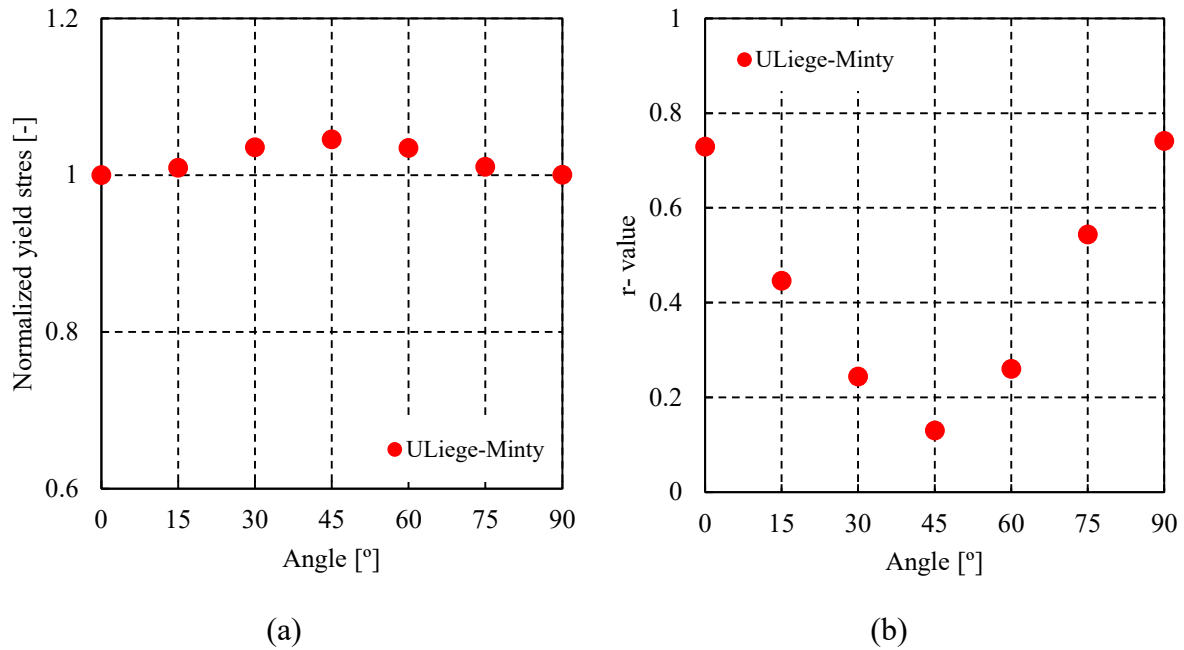 Normalized yield stres [-]
1.2
1
0.8
0.6
ULiege-Minty
0 15 30 45 60 75 90
Angle [º]
(a)
r- value
1
0.8
0.6
0.4
0.2
0
ULiege-Minty
0 15 30 45 60 75 90
Angle [º]
(b)